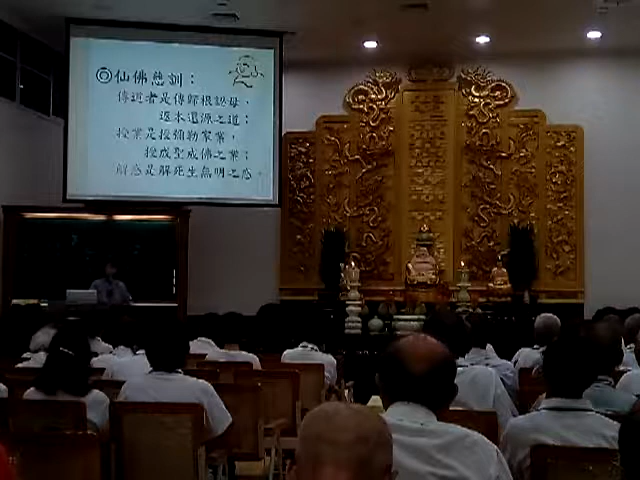 ◎仙佛慈訓：
傳道者是傳歸根認母，
返本還源之道；
授業是授彌勒家業，
授成聖成佛之業；
解惑是解死生無明之惑。